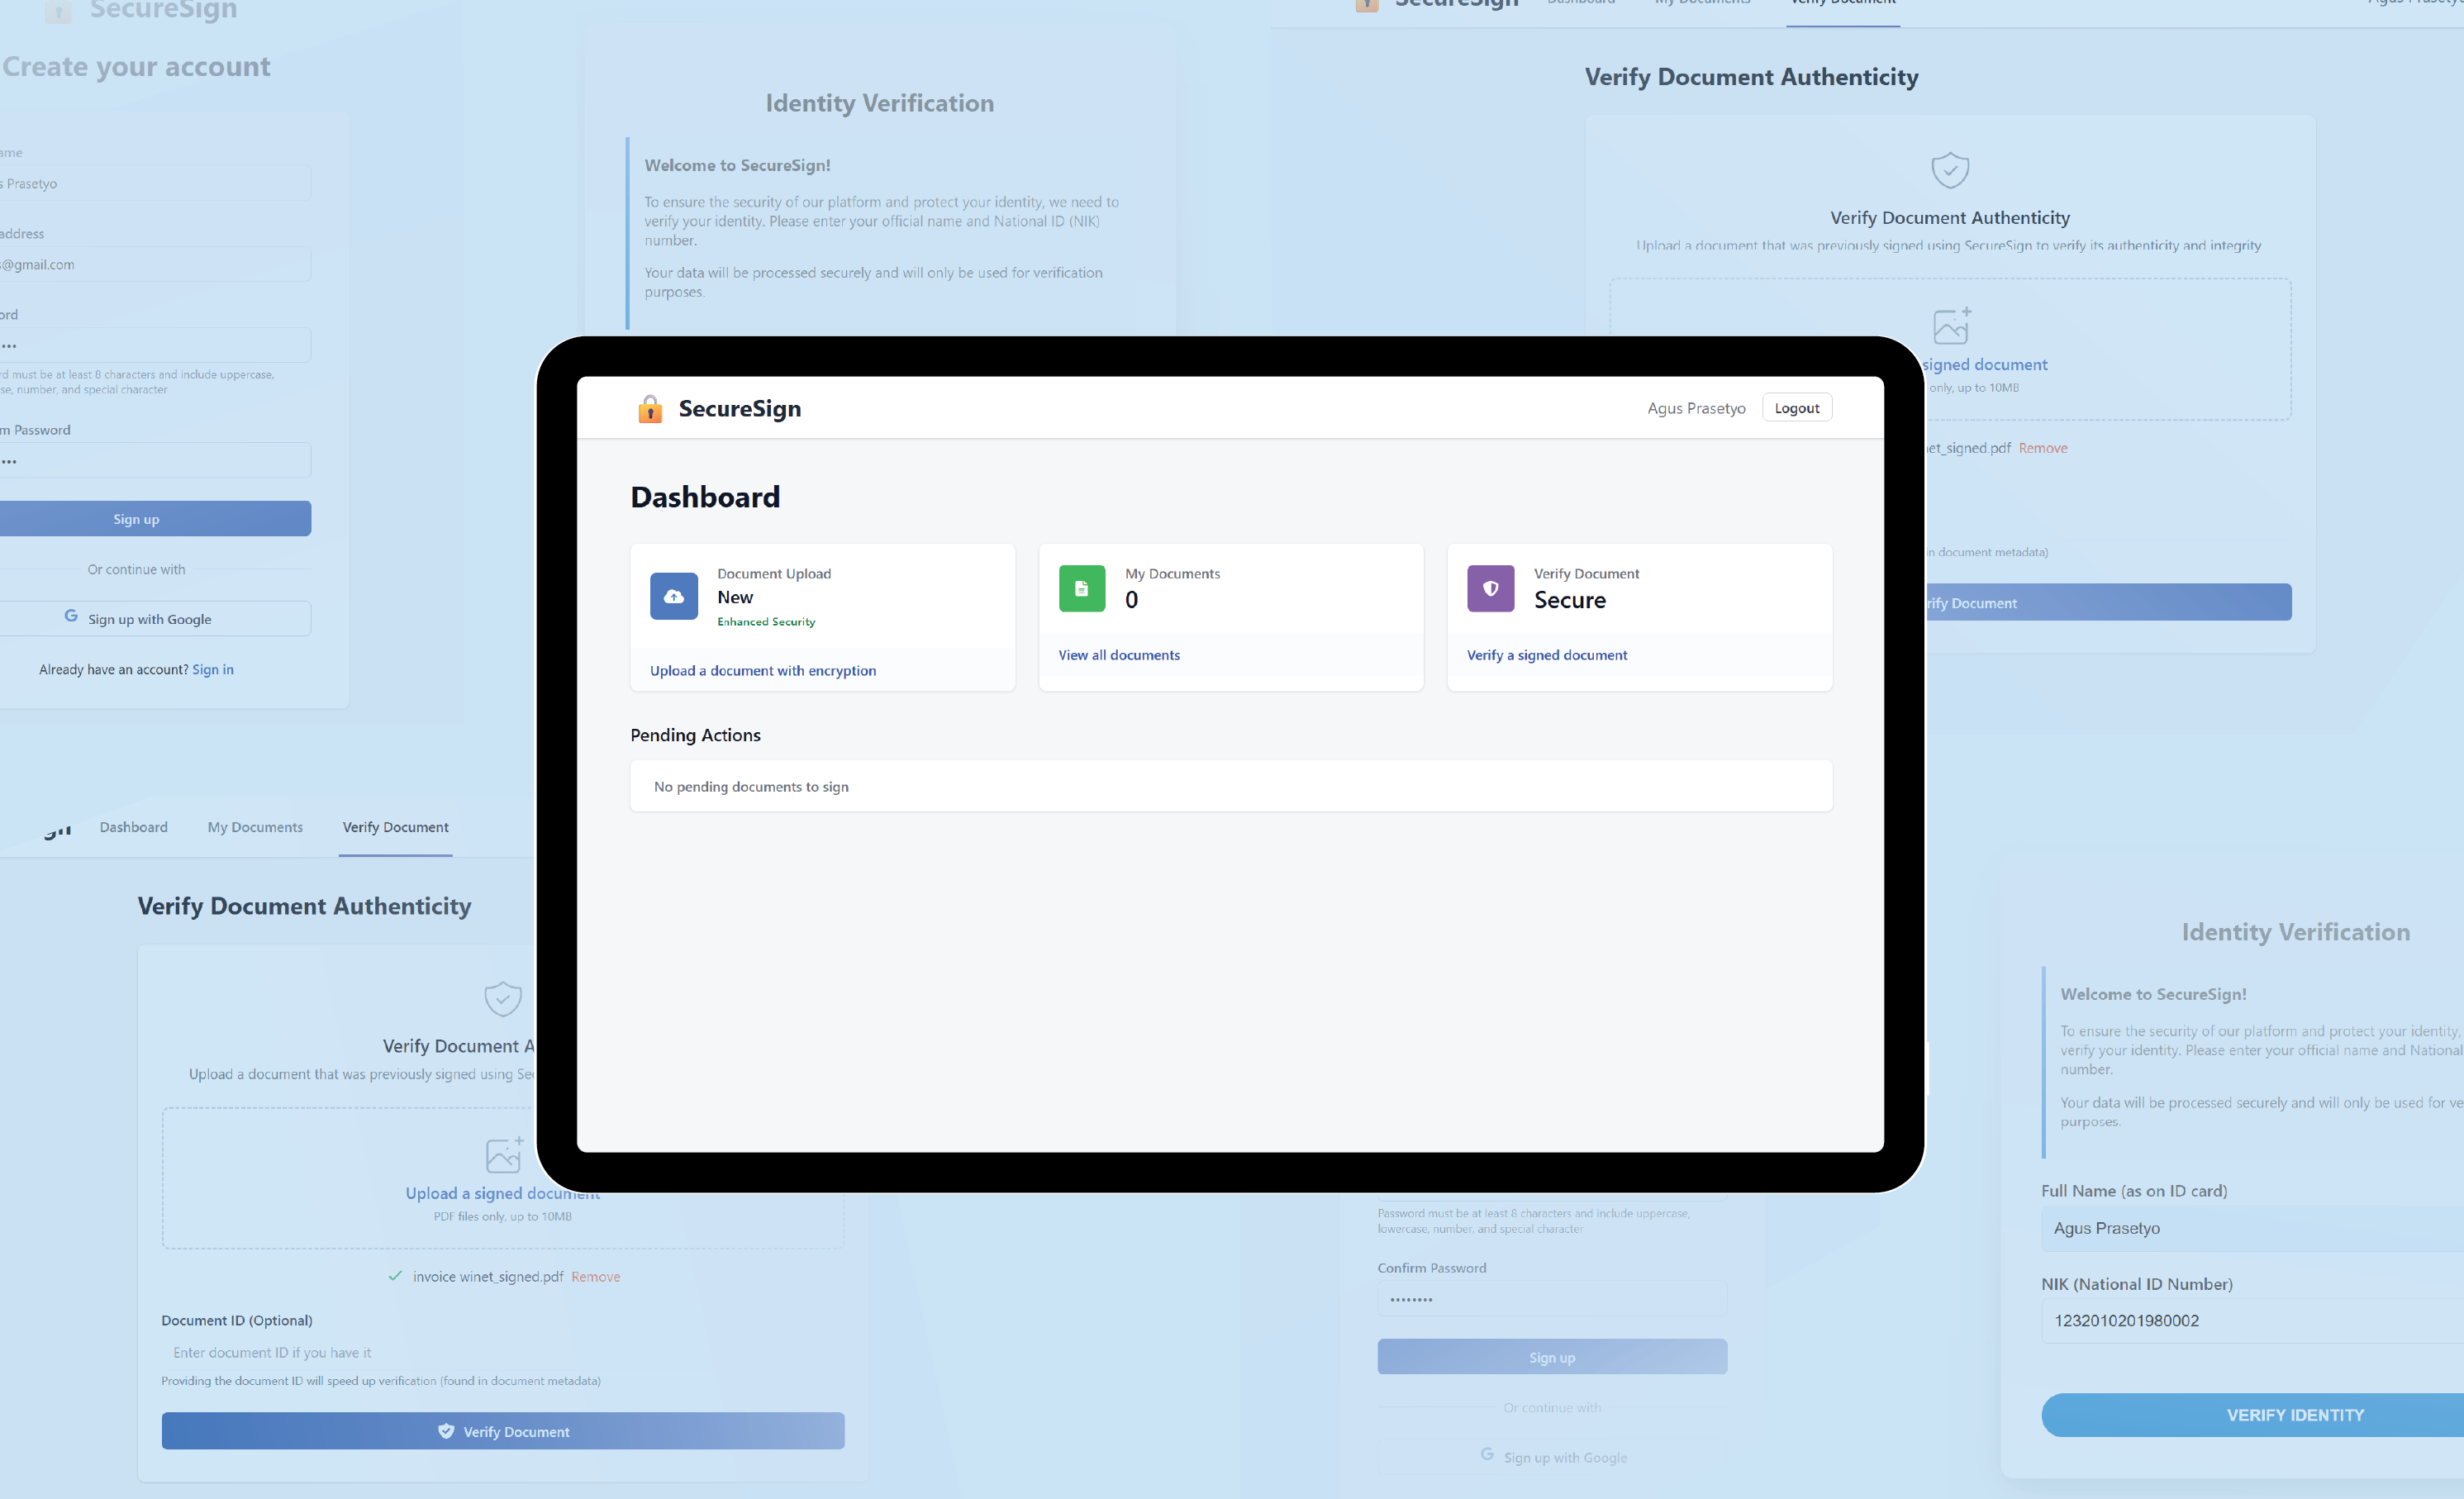 SecureSign
Create your account
ame
s Prasetyo
address
s@gmail.com
ord
rd must be at least 8 characters and include uppercase,
se, number, and special character
m Password
Sign up
Or continue with
G Sign up with Google
Already have an account? Sign in
Identity Verification
Welcome to SecureSign!
To ensure the security of our platform and protect your identity, we need to
verify your identity. Please enter your official name and National ID (NIK)
number.
Your data will be processed securely and will only be used for verification
purposes.
SecureSign Dashboard My Documents Verify Document Agus Prasetyo
Verify Document Authenticity
Verify Document Authenticity
Upload a document that was previously signed using SecureSign to verify its authenticity and integrity
signed document
only, up to 10MB
et_signed.pdf Remove
in document metadata)
rify Document
SecureSign
Agus Prasetyo Logout
Dashboard
Document Upload
New
Enhanced Security
Upload a document with encryption
My Documents
0
View all documents
Verify Document
Secure
Verify a signed document
Pending Actions
No pending documents to sign
gn Dashboard My Documents Verify Document
Verify Document Authenticity
Verify Document A
Upload a document that was previously signed using Se
Upload a signed document
PDF files only, up to 10MB
invoice winet_signed.pdf Remove
Document ID (Optional)
Enter document ID if you have it
Providing the document ID will speed up verification (found in document metadata)
Verify Document
Password must be at least 8 characters and include uppercase,
lowercase, number, and special character
Confirm Password
Sign up
Or continue with
G Sign up with Google
Identity Verification
Welcome to SecureSign!
To ensure the security of our platform and protect your identity,
verify your identity. Please enter your official name and National
number.
Your data will be processed securely and will only be used for ve
purposes.
Full Name (as on ID card)
Agus Prasetyo
NIK (National ID Number)
1232010201980002
VERIFY IDENTITY